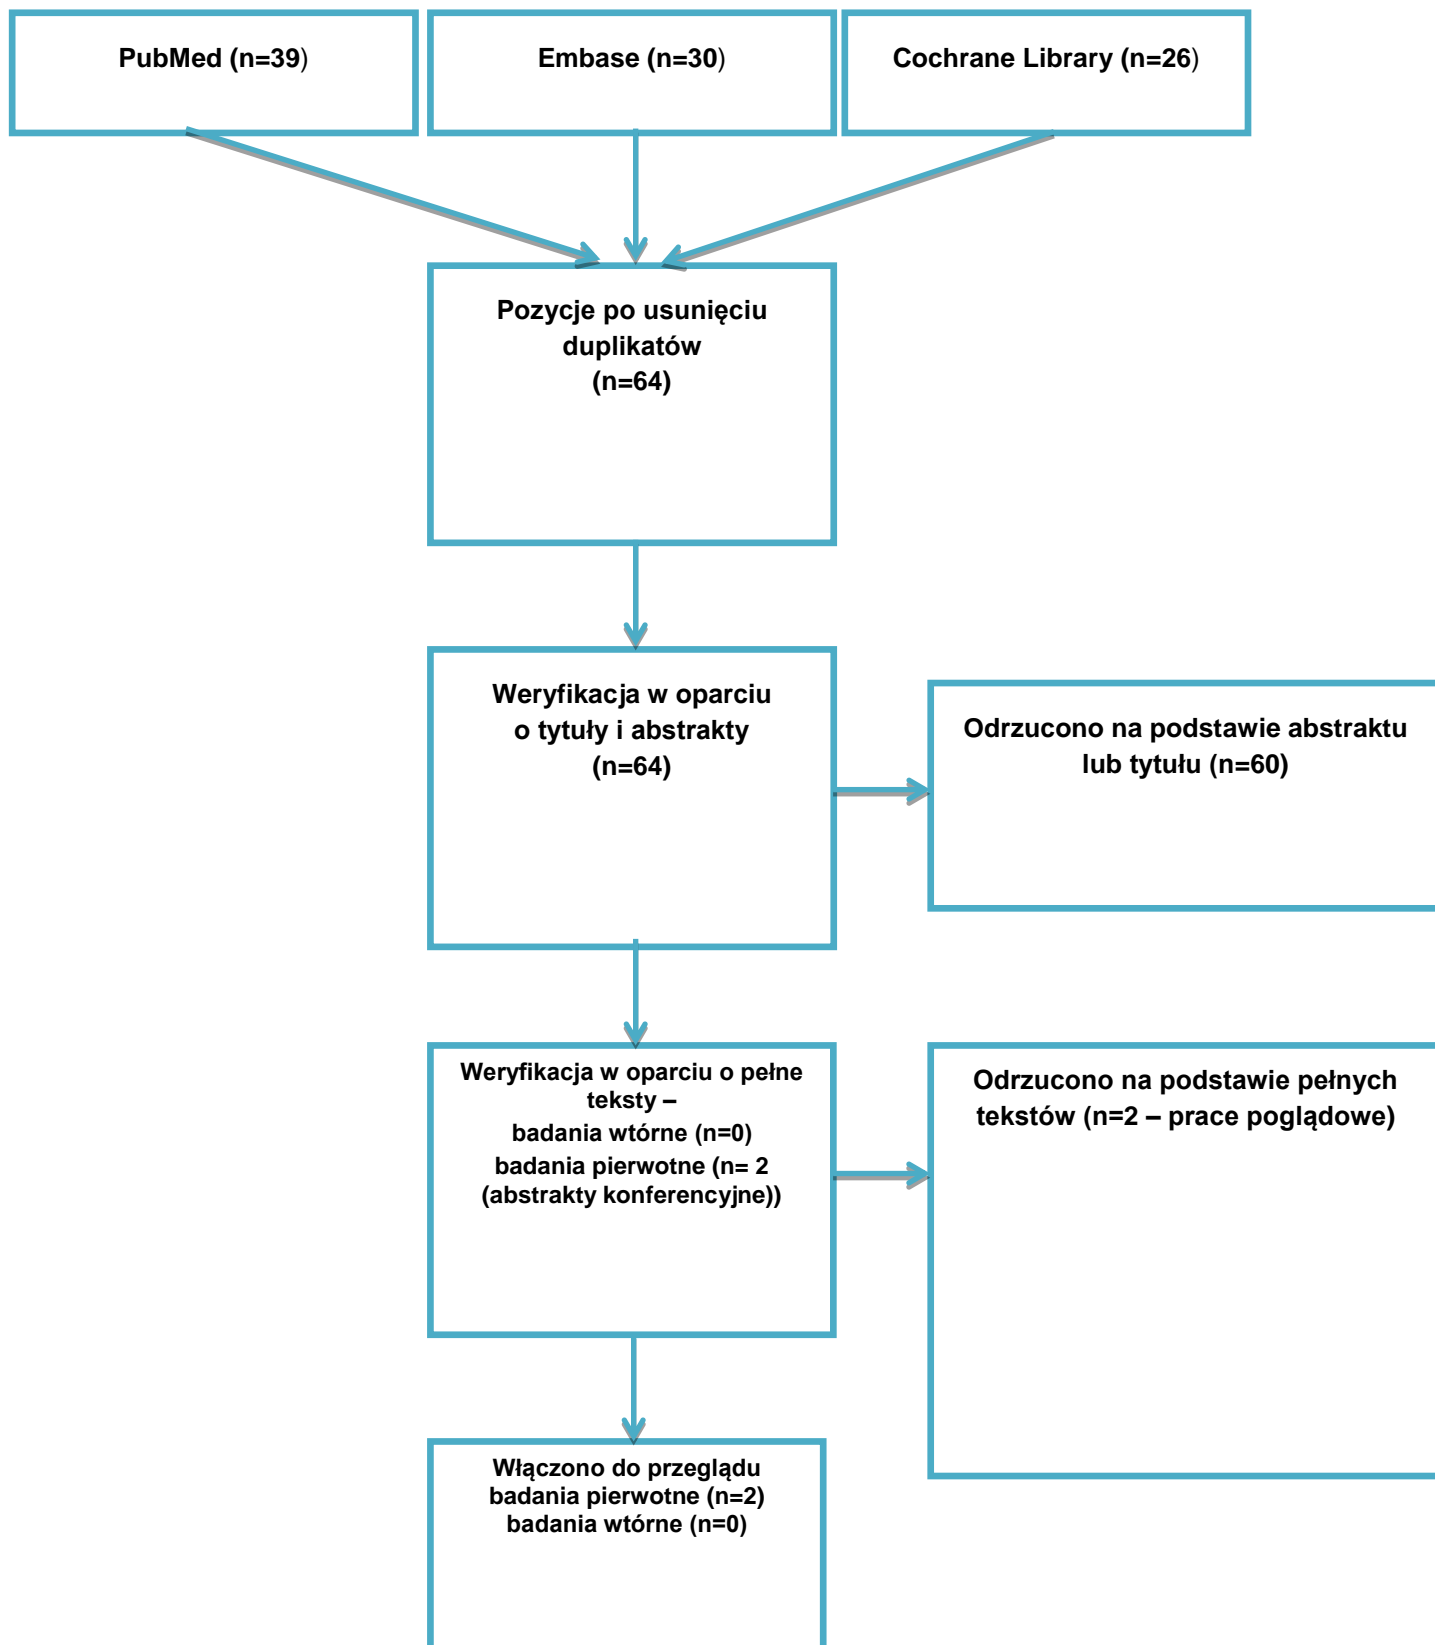 PubMed (n=39)
Embase (n=30)
Cochrane Library (n=26)
Pozycje po usunięciu
duplikatów
(n=64)
Weryfikacja w oparciu
o tytuły i abstrakty
(n=64)
Odrzucono na podstawie abstraktu
lub tytułu (n=60)
Weryfikacja w oparciu o pełne
teksty –
badania wtórne (n=0)
badania pierwotne (n= 2
(abstrakty konferencyjne))
Odrzucono na podstawie pełnych
tekstów (n=2 – prace poglądowe)
Włączono do przeglądu
badania pierwotne (n=2)
badania wtórne (n=0)